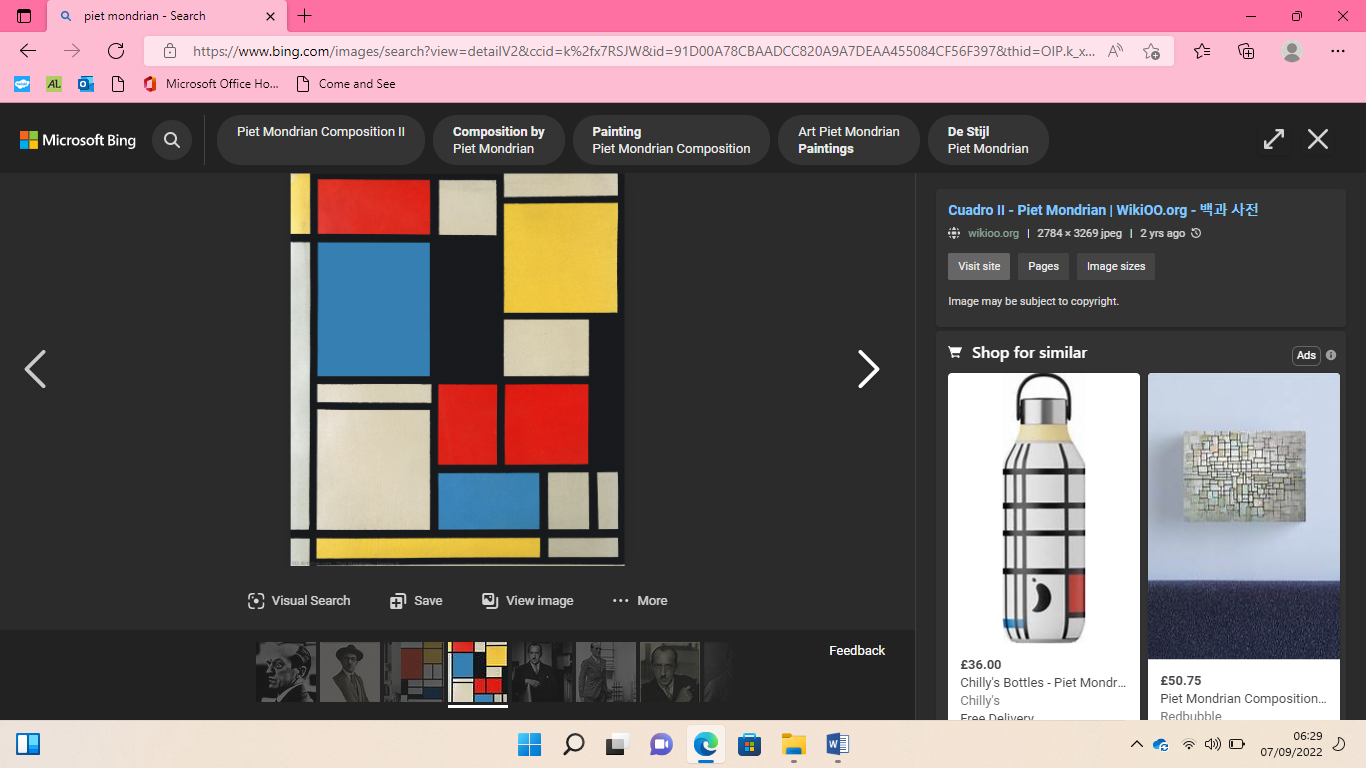 piet mondrian - Search
https://www.bing.com/images/search?view=detailV2&ccid=k%2fx7RSJW&id=91D00A78CBAADCC820A9A7DEAA455084CF56F397&thid=OIP.k_x...
Microsoft Office Ho...
Come and See
Microsoft Bing
Piet Mondrian Composition II
Composition by
Piet Mondrian
Painting
Piet Mondrian Composition
Art Piet Mondrian
Paintings
De Stijl
Piet Mondrian
Cuadro II - Piet Mondrian | WikiOO.org - 백과 사전
wikioo.org | 2784 × 3269 jpeg | 2 yrs ago
Visit site
Pages
Image sizes
Image may be subject to copyright.
Shop for similar
Ads
£36.00
Chilly's Bottles - Piet Mondr...
Chilly's
Free Delivery
£50.75
Piet Mondrian Composition...
Redbubble
Visual Search
Save
View image
More
Feedback
06:29
07/09/2022